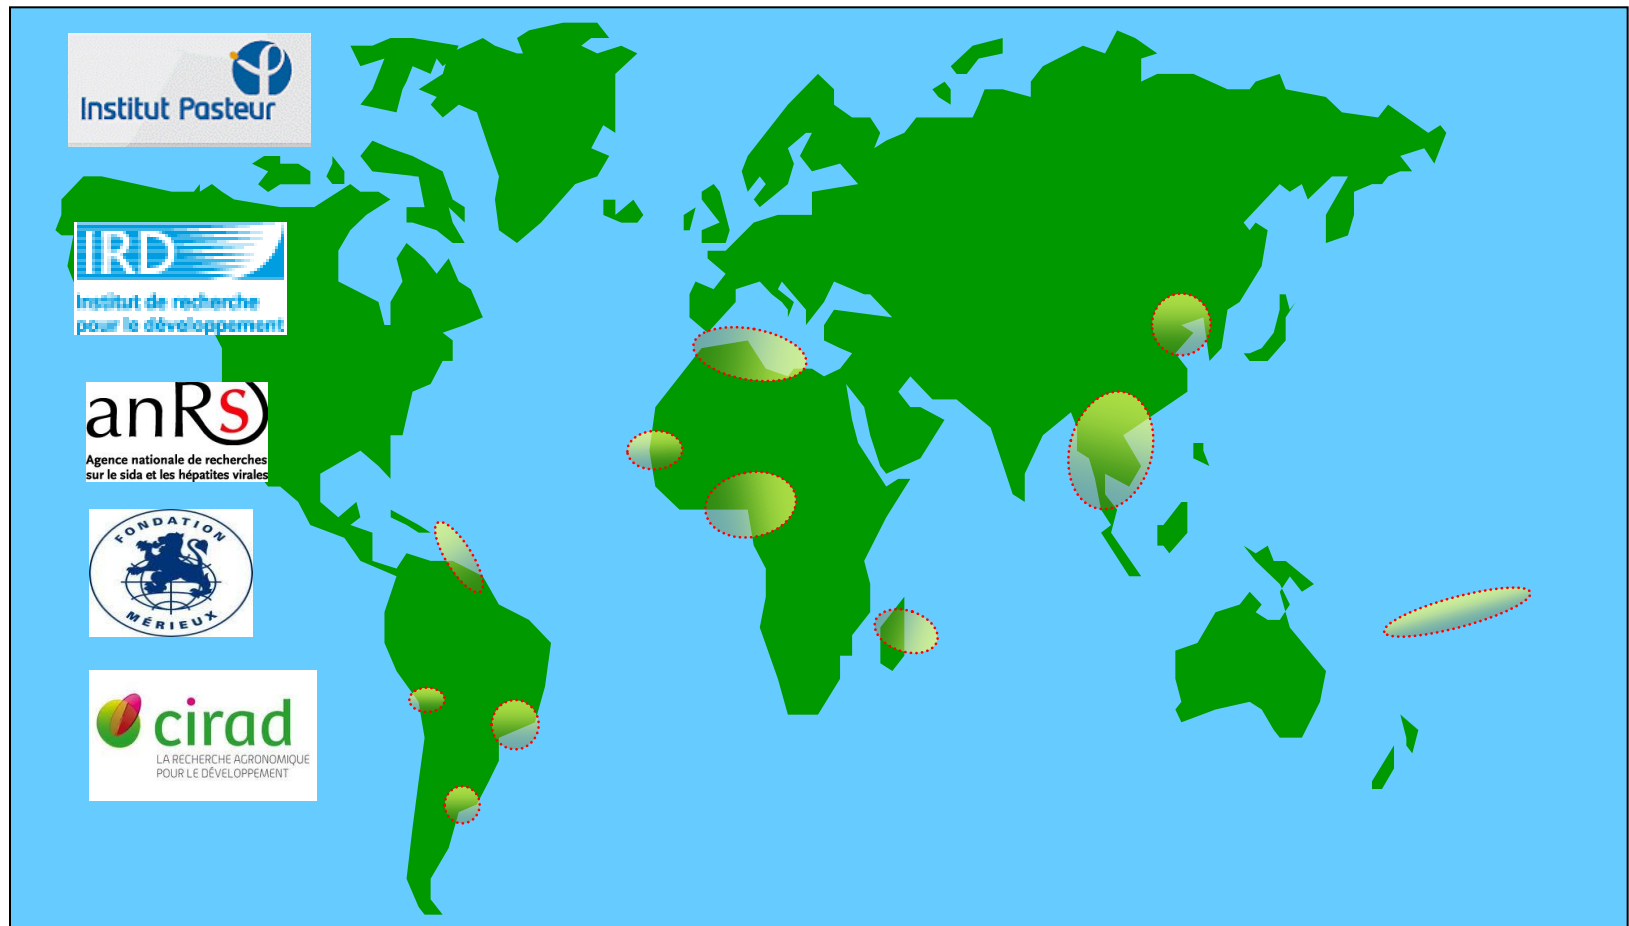 Institut Pasteur
IRD
Institut de recherche
pour le développement
anRS
Agence nationale de recherches
sur le sida et les hépatites virales
FONDATION
MÉRIEUX
cirad
LA RECHERCHE AGRONOMIQUE
POUR LE DÉVELOPPEMENT